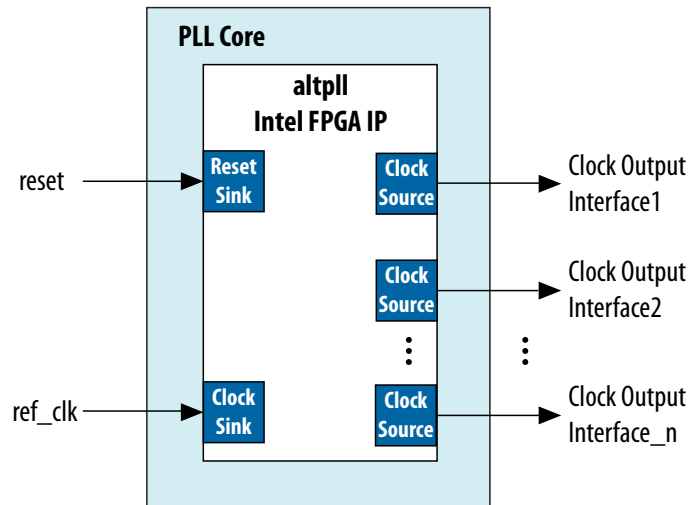 PLL Core
altpll
Intel FPGA IP
reset
Reset
Sink
Clock
Source
Clock Output
Interface1
Clock
Source
Clock Output
Interface2
ref_clk
Clock
Sink
Clock
Source
Clock Output
Interface_n